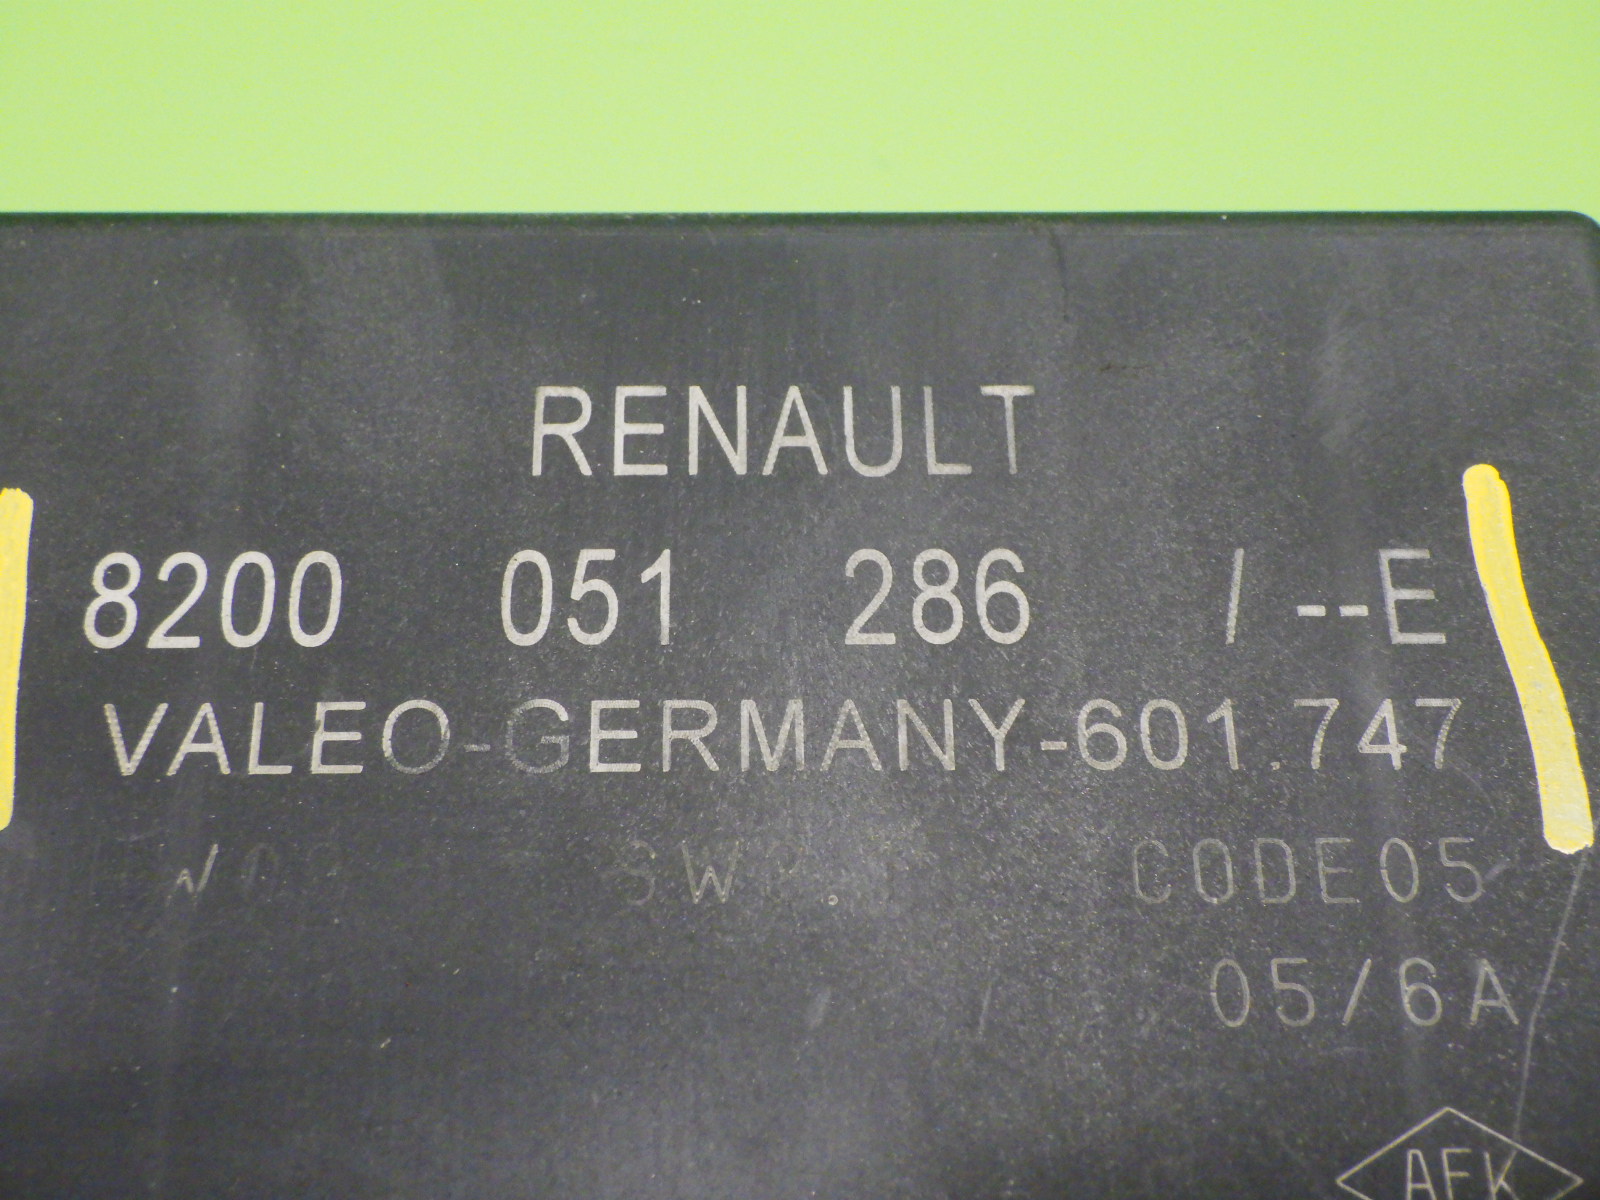 RENAULT
8200 051 286 / --E
VALEO-GERMANY-601.747
CODE05
05/6A
AEK